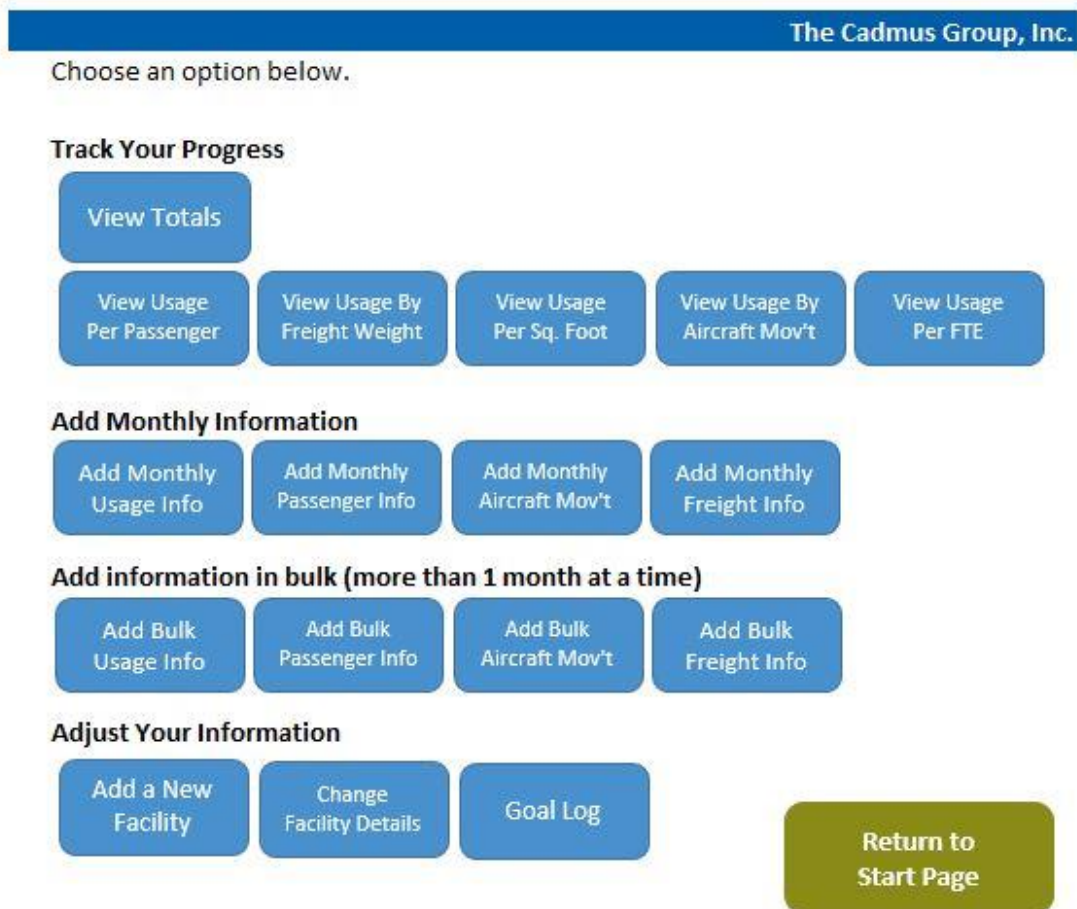 The Cadmus Group, Inc.
Choose an option below.
Track Your Progress
View Totals
View Usage
Per Passenger
View Usage By
Freight Weight
View Usage
Per Sq. Foot
View Usage By
Aircraft Mov't
View Usage
Per FTE
Add Monthly Information
Add Monthly
Usage Info
Add Monthly
Passenger Info
Add Monthly
Aircraft Mov't
Add Monthly
Freight Info
Add information in bulk (more than 1 month at a time)
Add Bulk
Usage Info
Add Bulk
Passenger Info
Add Bulk
Aircraft Mov't
Add Bulk
Freight Info
Adjust Your Information
Add a New
Facility
Change
Facility Details
Goal Log
Return to
Start Page